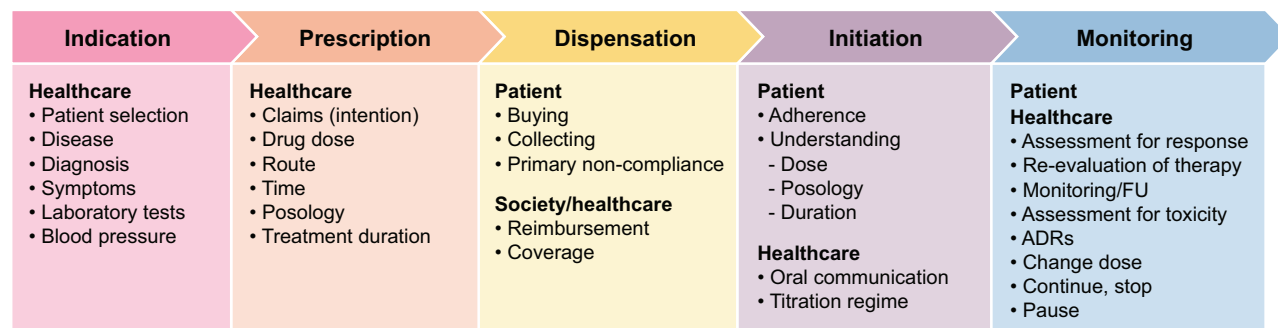 Indication
Prescription
Dispensation
Initiation
Monitoring
Healthcare
• Patient selection
• Disease
• Diagnosis
• Symptoms
• Laboratory tests
• Blood pressure
Healthcare
• Claims (intention)
• Drug dose
• Route
• Time
• Posology
• Treatment duration
Patient
• Buying
• Collecting
• Primary non-compliance
Society/healthcare
• Reimbursement
• Coverage
Patient
• Adherence
• Understanding
- Dose
- Posology
- Duration
Healthcare
• Oral communication
• Titration regime
Patient
Healthcare
• Assessment for response
• Re-evaluation of therapy
• Monitoring/FU
• Assessment for toxicity
• ADRs
• Change dose
• Continue, stop
• Pause